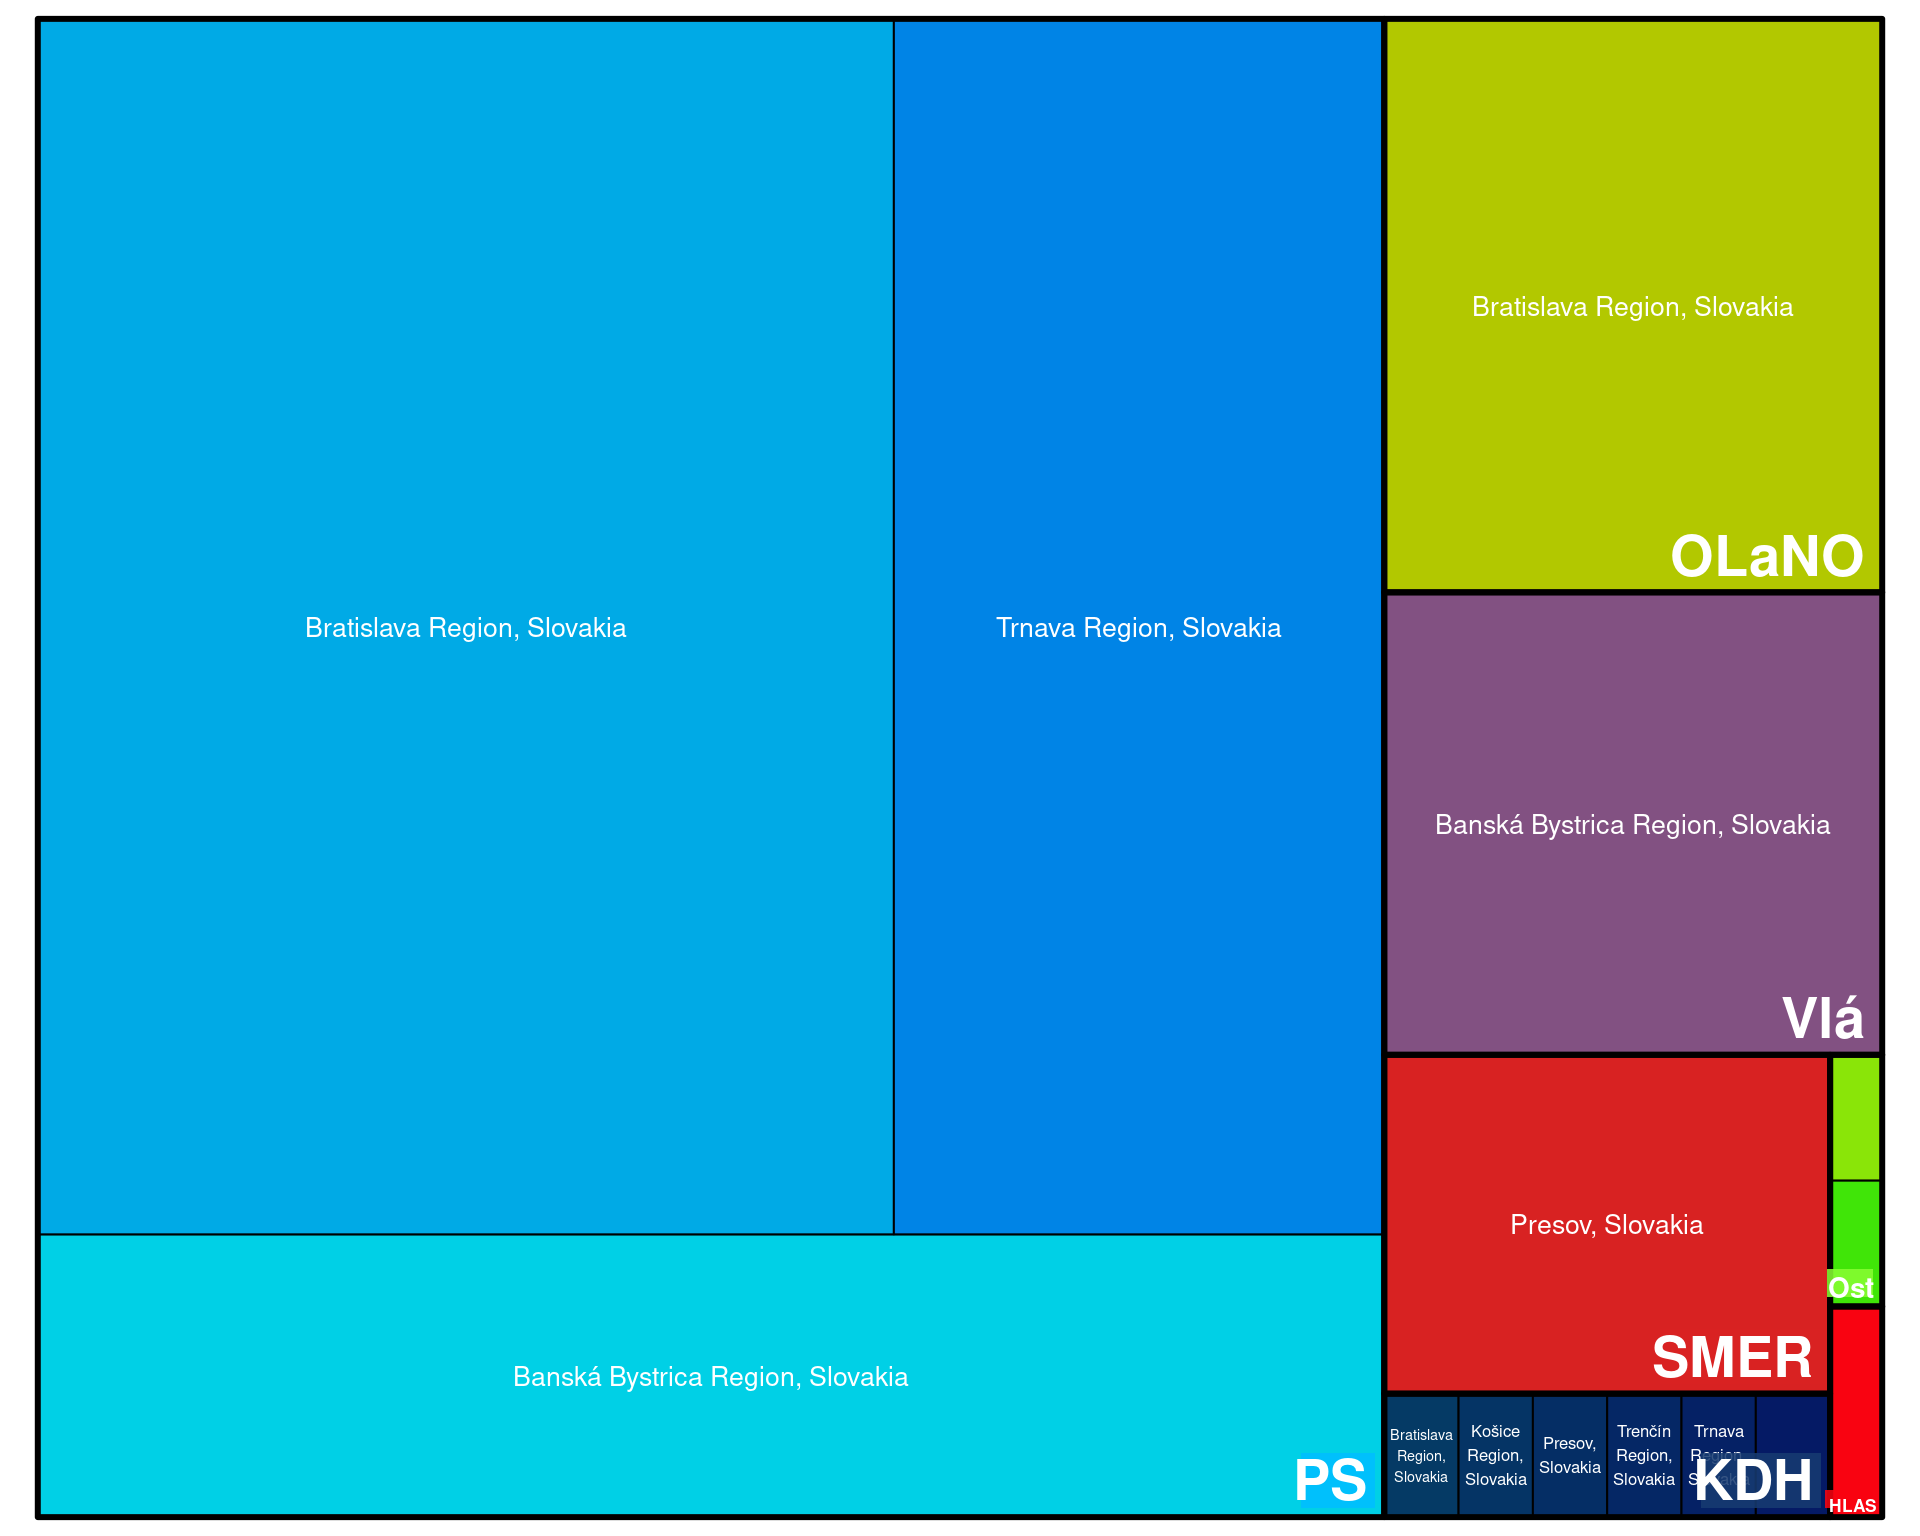 Bratislava Region, Slovakia
Trnava Region, Slovakia
Banská Bystrica Region, Slovakia
PS
Bratislava Region, Slovakia
OLaNO
Banská Bystrica Region, Slovakia
Vlá
Presov, Slovakia
SMER
Ost
Bratislava
Region,
Slovakia
Košice
Region,
Slovakia
Presov,
Slovakia
Trenčín
Region,
Slovakia
Trnava
Region,
KDH
HLAS